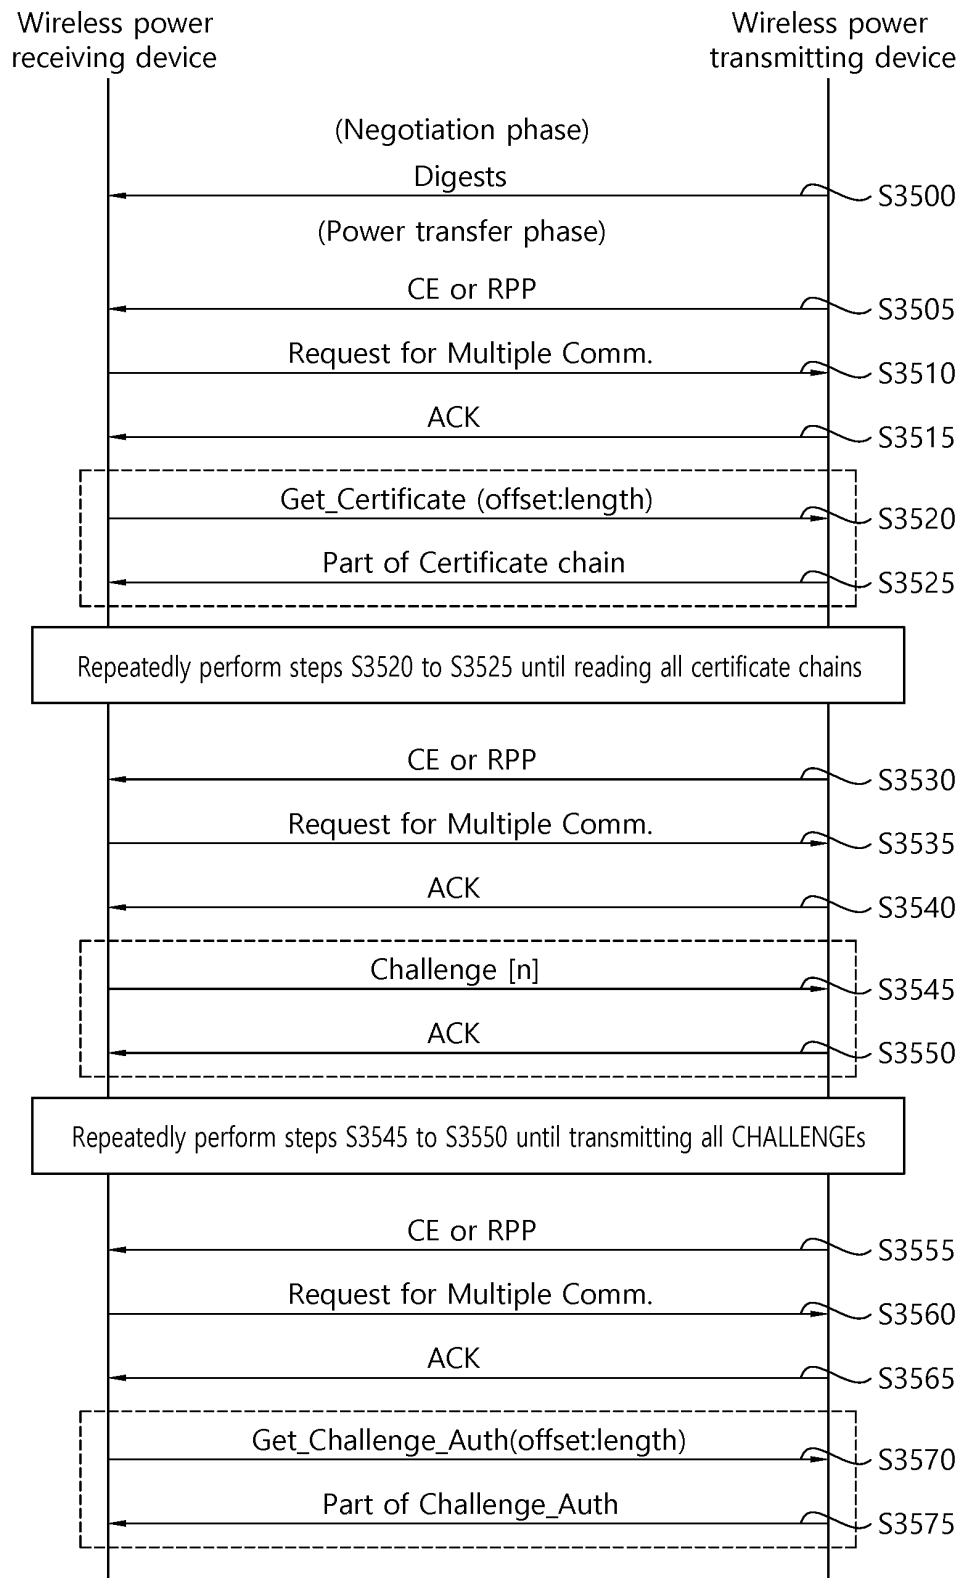 Wireless power
receiving device
Wireless power
transmitting device
(Negotiation phase)
Digests
S3500
(Power transfer phase)
CE or RPP
S3505
Request for Multiple Comm.
S3510
ACK
S3515
Get_Certificate (offset:length)
S3520
Part of Certificate chain
S3525
Repeatedly perform steps S3520 to S3525 until reading all certificate chains
CE or RPP
S3530
Request for Multiple Comm.
S3535
ACK
S3540
Challenge [n]
S3545
ACK
S3550
Repeatedly perform steps S3545 to S3550 until transmitting all CHALLENGEs
CE or RPP
S3555
Request for Multiple Comm.
S3560
ACK
S3565
Get_Challenge_Auth(offset:length)
S3570
Part of Challenge_Auth
S3575